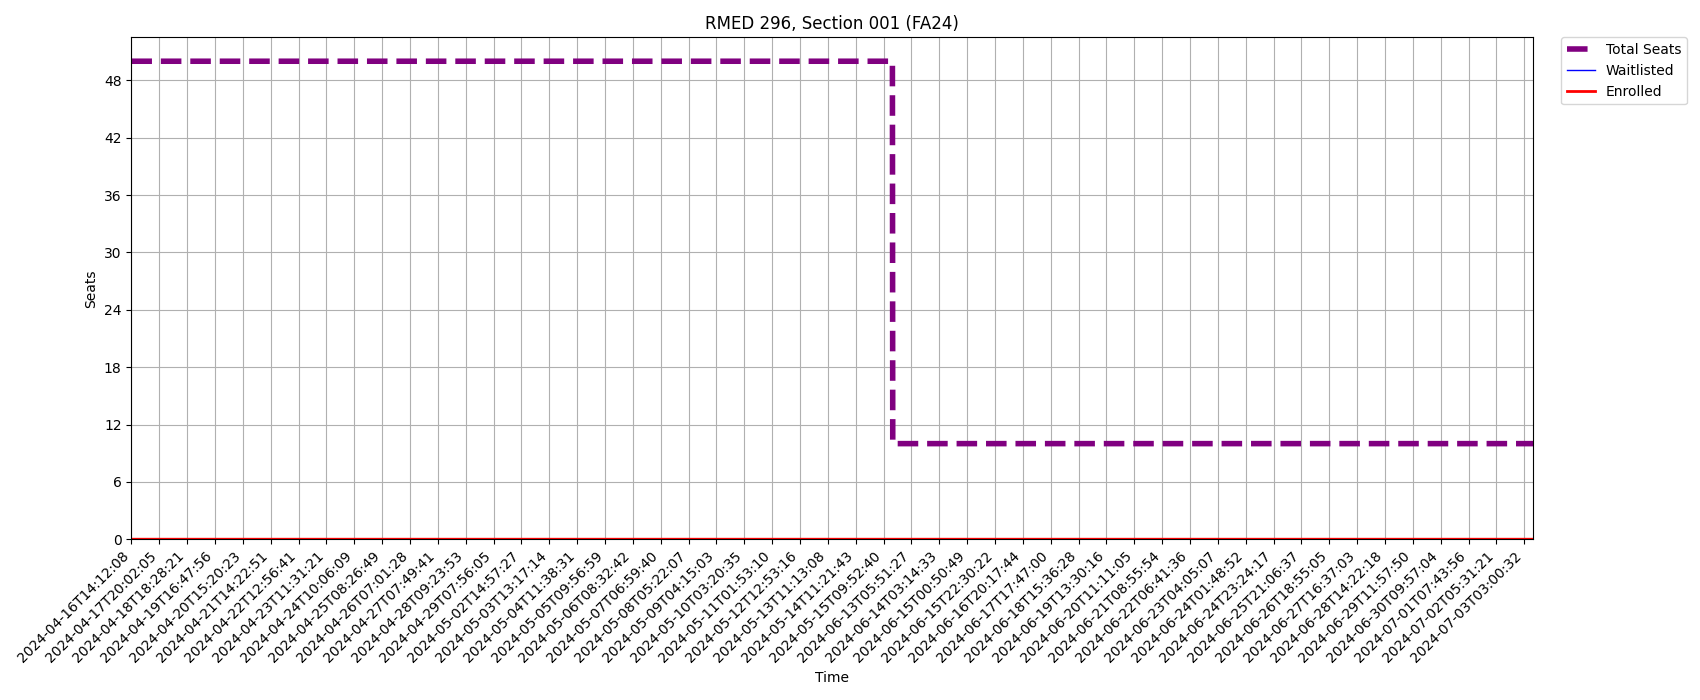 RMED 296, Section 001 (FA24)
Total Seats
Waitlisted
Enrolled
Seats
48
42
36
30
24
18
12
6
0
2024-04-16T14:12:08
2024-04-17T20:02:05
2024-04-18T18:28:21
2024-04-19T16:47:56
2024-04-20T15:20:23
2024-04-21T14:22:51
2024-04-22T12:56:41
2024-04-23T11:31:21
2024-04-24T10:06:09
2024-04-25T08:26:49
2024-04-26T07:01:28
2024-04-27T07:49:41
2024-04-28T09:23:53
2024-04-29T07:56:05
2024-05-02T14:57:27
2024-05-03T13:17:14
2024-05-04T11:38:31
2024-05-05T09:56:59
2024-05-06T08:32:42
2024-05-07T06:59:40
2024-05-08T05:22:07
2024-05-09T04:15:03
2024-05-10T03:20:35
2024-05-11T01:53:10
2024-05-12T12:53:16
2024-05-13T11:13:08
2024-05-14T11:21:43
2024-05-15T09:52:40
2024-06-13T05:51:27
2024-06-14T03:14:33
2024-06-15T00:50:49
2024-06-15T22:30:22
2024-06-16T20:17:44
2024-06-17T17:47:00
2024-06-18T15:36:28
2024-06-19T13:30:16
2024-06-20T11:11:05
2024-06-21T08:55:54
2024-06-22T06:41:36
2024-06-23T04:05:07
2024-06-24T01:48:52
2024-06-24T23:24:17
2024-06-25T21:06:37
2024-06-26T18:55:05
2024-06-27T16:37:03
2024-06-28T14:22:18
2024-06-29T11:57:50
2024-06-30T09:57:04
2024-07-01T07:43:56
2024-07-02T05:31:21
2024-07-03T03:00:32
Time